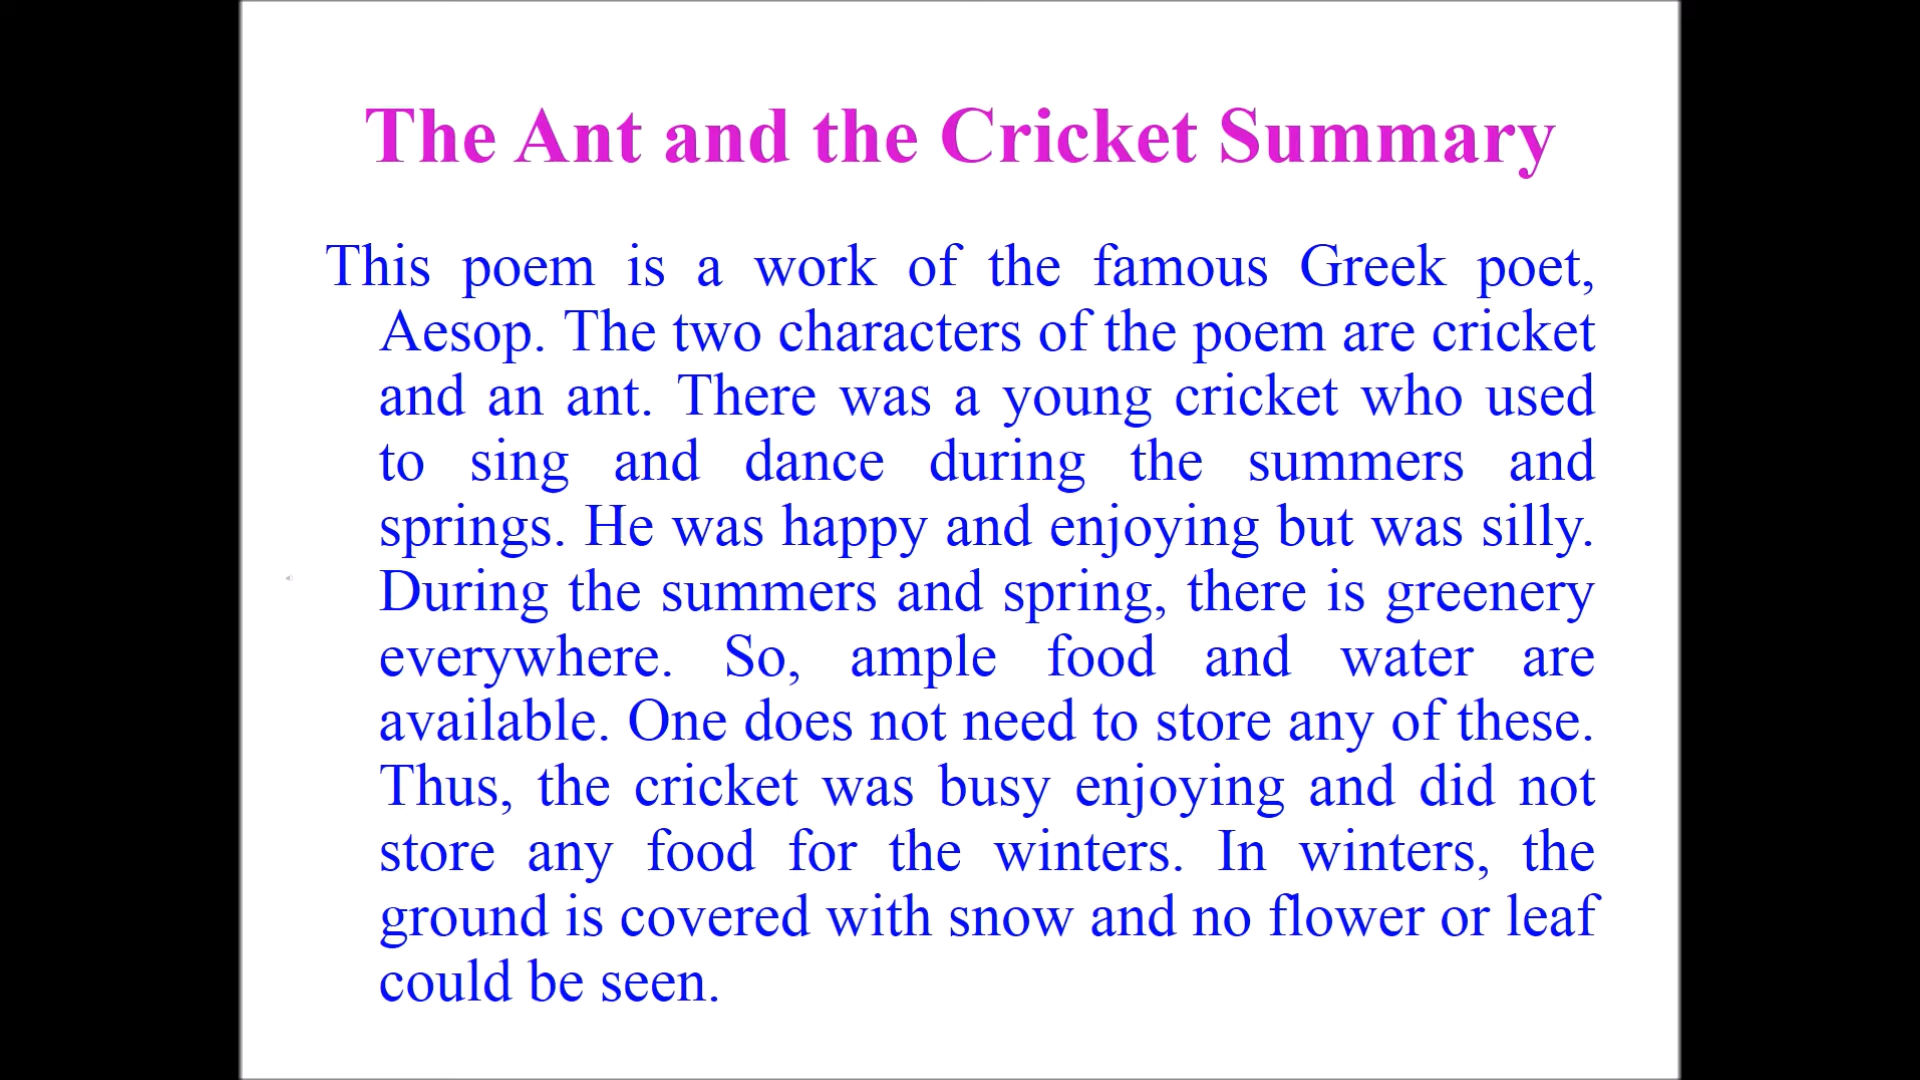 The Ant and the Cricket Summary
This poem is a work of the famous Greek poet,
Aesop. The two characters of the poem are cricket
and an ant. There was a young cricket who used
to sing and dance during the summers and
springs. He was happy and enjoying but was silly.
During the summers and spring, there is greenery
everywhere. So, ample food and water are
available. One does not need to store any of these.
Thus, the cricket was busy enjoying and did not
store any food for the winters. In winters, the
ground is covered with snow and no flower or leaf
could be seen.